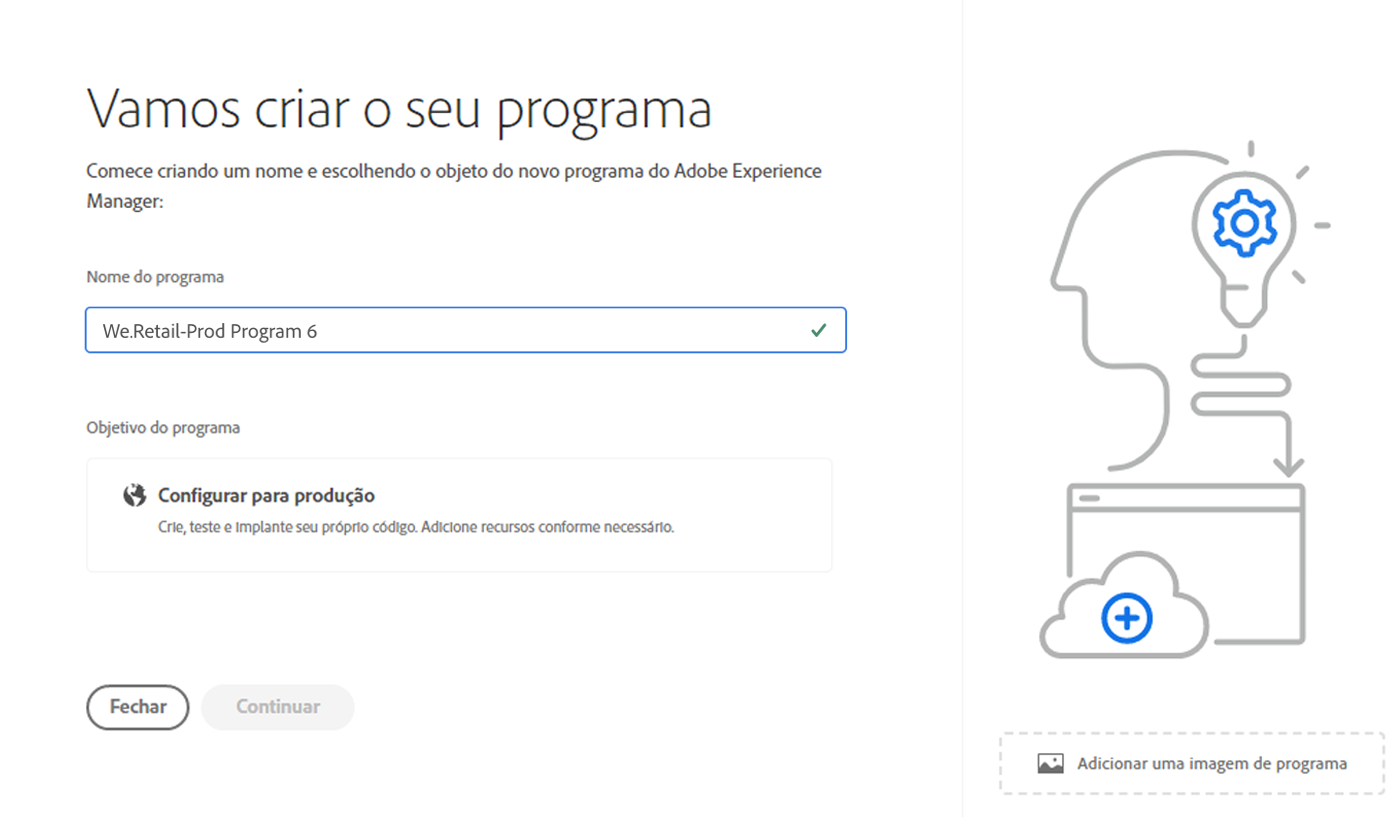 Vamos criar o seu programa
Comece criando um nome e escolhendo o objeto do novo programa do Adobe Experience
Manager:
Nome do programa
We.Retail-Prod Program 6
Objetivo do programa
Configurar para produção
Crie, teste e implante seu próprio código. Adicione recursos conforme necessário.
Fechar
Continuar
Adicionar uma imagem de programa